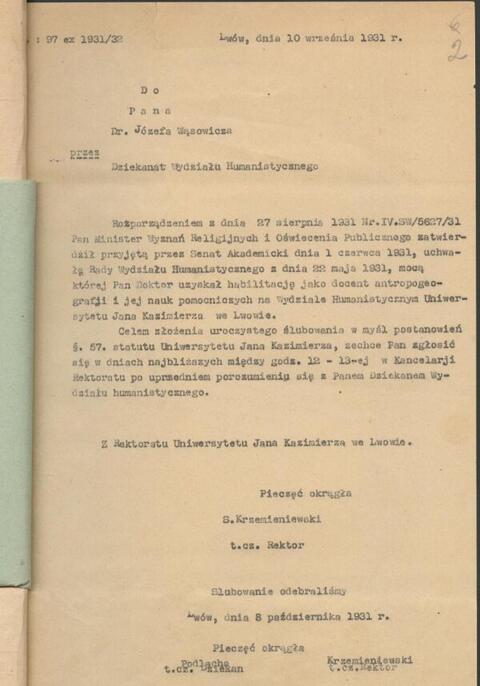 : 97 ex 1931/32
Lwów, dnia 10 września 1931 r.
2
Do
Pana
Dr. Józefa Wąsowicza
przez
Dziekanat Wydziału Humanistycznego
Rozporządzeniem z dnia 27 sierpnia 1931 Nr.IV.SW/5627/31
Pan Minister Wyznań Religijnych i Oświecenia Publicznego zatwier-
dził przyjętą przez Senat Akademicki dnia 1 czerwca 1931, uchwa-
łę Rady Wydziału Humanistycznego z dnia 22 maja 1931, mocą
której Pan Doktor uzyskał habilitację jako docent antropogeo-
grafji i jej nauk pomocniczych na Wydziale Humanistycznym Uniwer-
sytetu Jana Kazimierza we Lwowie.
Celem złożenia uroczystego ślubowania w myśl postanowień
§. 57. statutu Uniwersytetu Jana Kazimierza, zechce Pan zgłosić
się w dniach najbliższych między godz. 12 - 13-ej w Kancelarji
Rektoratu po uprzedniem porozumieniu się z Panem Dziekanem Wy-
działu humanistycznego.
Z Rektoratu Uniwersytetu Jana Kazimierza we Lwowie.
Pieczęć okrągła
S.Krzemieniewski
t.cz. Rektor
Slubowanie odebraliśmy
Lwów, dnia 8 października 1931 r.
Pieczęć okrągła
Podlacha Krzemieniewski
t.cz. Dziekan t.cz.Rektor